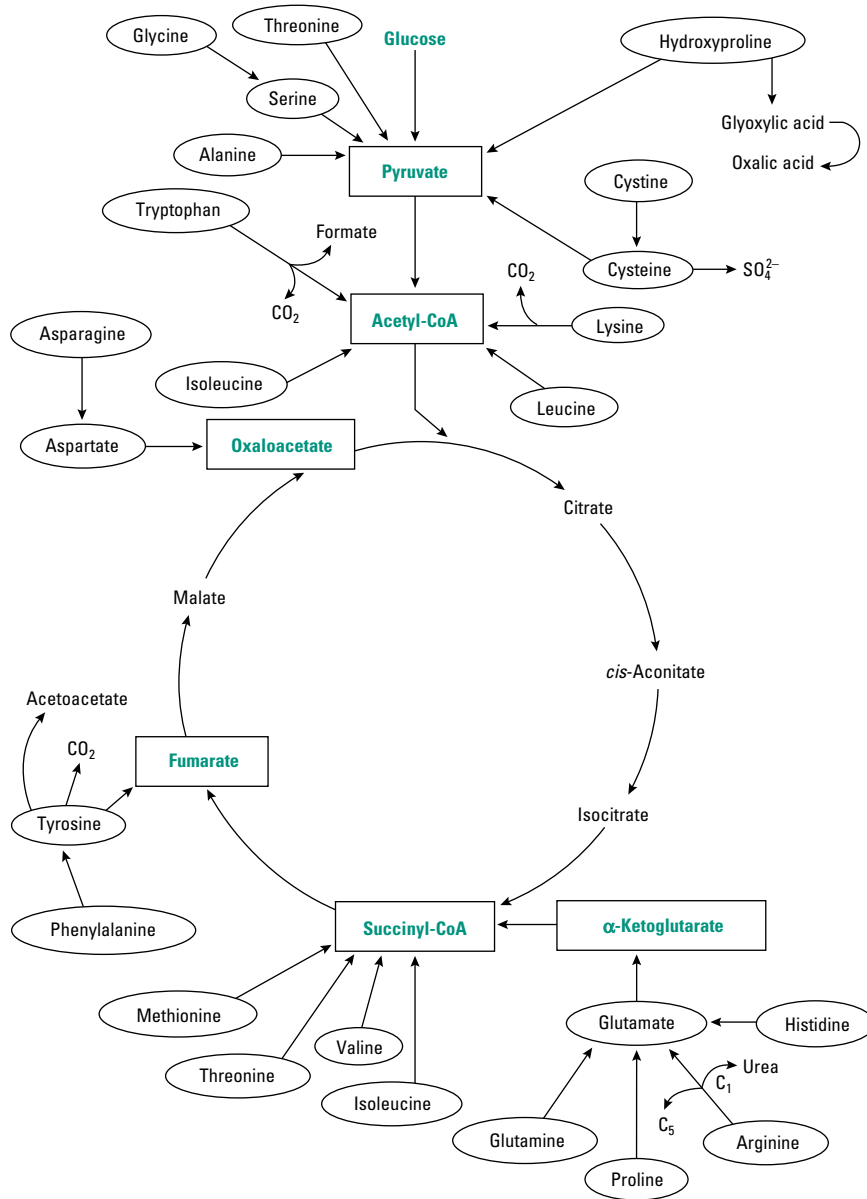 Threonine
Glycine
Glucose
Hydroxyproline
Serine
Glyoxylic acid
Alanine
Pyruvate
Oxalic acid
Cystine
Tryptophan
Formate
Cysteine
SO₄²⁻
CO₂
CO₂
Acetyl-CoA
Lysine
Asparagine
Isoleucine
Leucine
Aspartate
Oxaloacetate
Citrate
Malate
cis-Aconitate
Acetoacetate
CO₂
Fumarate
Isocitrate
Tyrosine
Phenylalanine
Succinyl-CoA
α-Ketoglutarate
Methionine
Glutamate
Histidine
Valine
Threonine
Urea
C₁
Isoleucine
C₅
Glutamine
Arginine
Proline